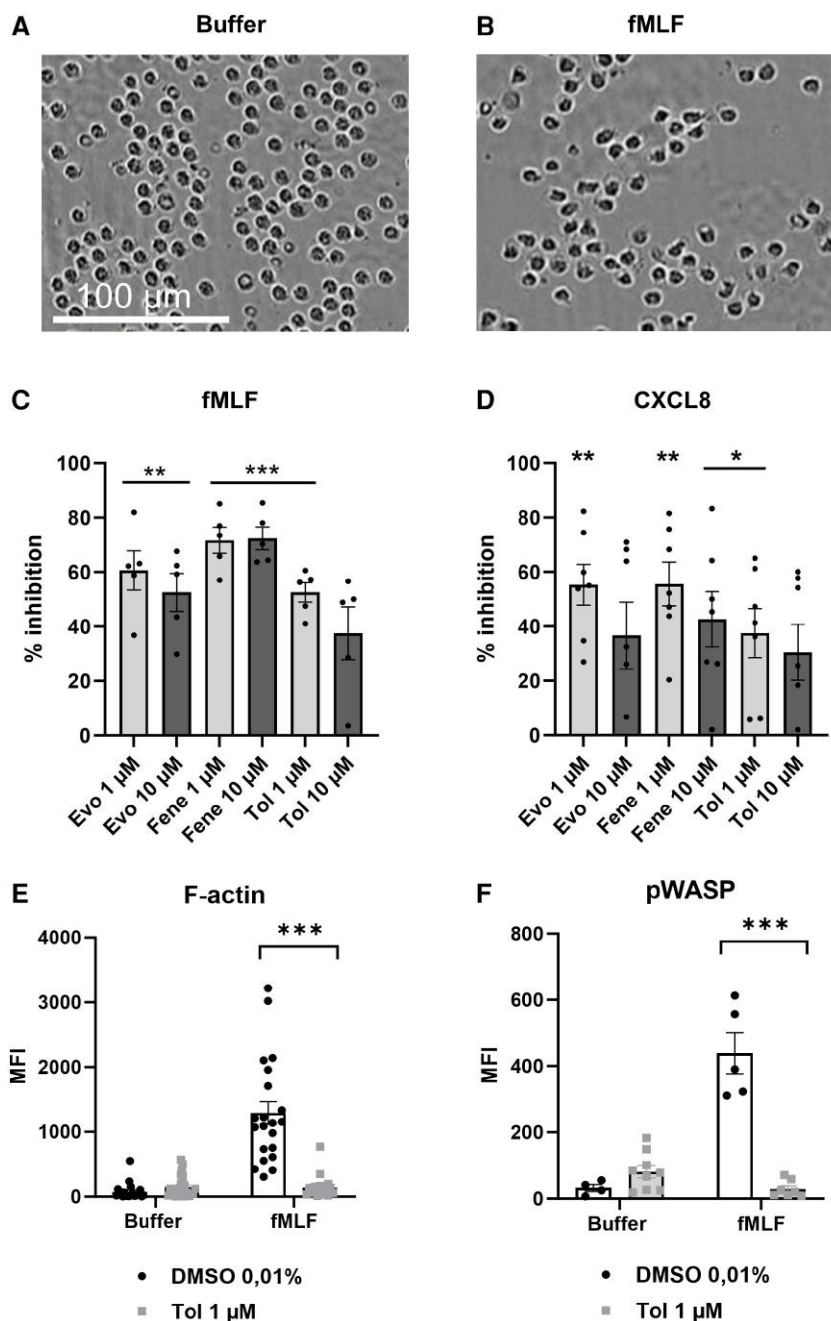 A Buffer
B fMLF
100 µm
C fMLF
** ***
% inhibition
100
80
60
40
20
0
Evo 1 µM
Evo 10 µM
Fene 1 µM
Fene 10 µM
Tol 1 µM
Tol 10 µM
D CXCL8
** ** *
% inhibition
100
80
60
40
20
0
Evo 1 µM
Evo 10 µM
Fene 1 µM
Fene 10 µM
Tol 1 µM
Tol 10 µM
E F-actin
***
MFI
4000
3000
2000
1000
0
Buffer fMLF
DMSO 0,01%
Tol 1 µM
F pWASP
***
MFI
800
600
400
200
0
Buffer fMLF
DMSO 0,01%
Tol 1 µM